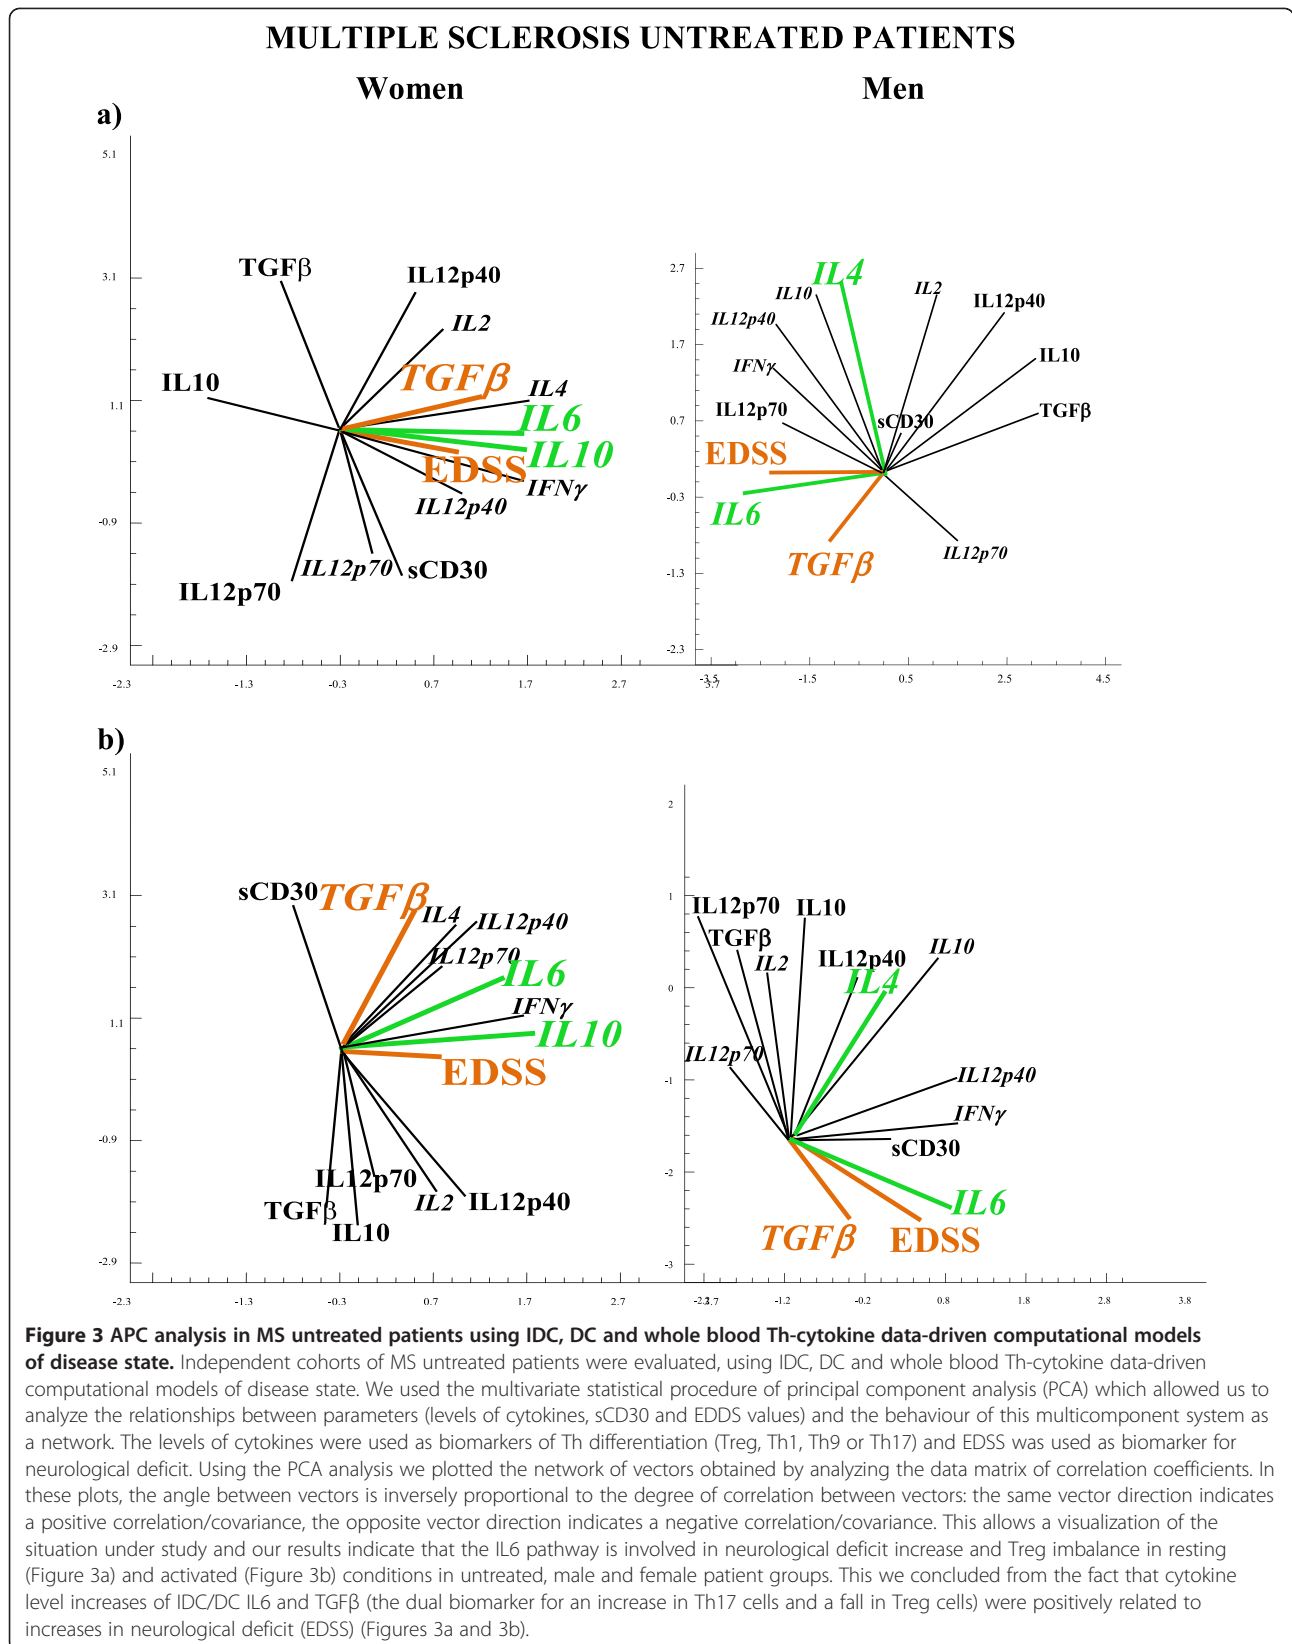 MULTIPLE SCLEROSIS UNTREATED PATIENTS
Women Men
a)
5.1
3.1
1.1
-0.9
-2.9
TGFβ
IL12p40
IL2
TGFβ
IL10
IL4
IL6
IL10
EDSS
IFNγ
IL12p40
IL12p70
sCD30
IL12p70
-2.3 -1.3 -0.3 0.7 1.7 2.7 3.7
2.7
1.7
0.7
-0.3
-1.3
-2.3
IL4
IL10
IL2
IL12p40
IL12p40
IL10
IFNγ
IL12p70
sCD30
TGFβ
EDSS
IL6
TGFβ
IL12p70
-3.5 -1.5 0.5 2.5 4.5
b)
5.1
3.1
1.1
-0.9
-2.9
sCD30
TGFβ
IL4
IL12p40
IL12p70
IL6
IFNγ
IL10
EDSS
IL12p70
TGFβ
IL10
IL2
IL12p40
-2.3 -1.3 -0.3 0.7 1.7 2.7 3.7
2
1
0
-1
-2
-3
IL12p70
IL10
TGFβ
IL2
IL12p40
IL4
IL10
IL12p70
IL12p40
IFNγ
sCD30
IL6
TGFβ
EDSS
-2.2 -1.2 -0.2 0.8 1.8 2.8 3.8
Figure 3 APC analysis in MS untreated patients using IDC, DC and whole blood Th-cytokine data-driven computational models
of disease state. Independent cohorts of MS untreated patients were evaluated, using IDC, DC and whole blood Th-cytokine data-driven
computational models of disease state. We used the multivariate statistical procedure of principal component analysis (PCA) which allowed us to
analyze the relationships between parameters (levels of cytokines, sCD30 and EDDS values) and the behaviour of this multicomponent system as
a network. The levels of cytokines were used as biomarkers of Th differentiation (Treg, Th1, Th9 or Th17) and EDSS was used as biomarker for
neurological deficit. Using the PCA analysis we plotted the network of vectors obtained by analyzing the data matrix of correlation coefficients. In
these plots, the angle between vectors is inversely proportional to the degree of correlation between vectors: the same vector direction indicates
a positive correlation/covariance, the opposite vector direction indicates a negative correlation/covariance. This allows a visualization of the
situation under study and our results indicate that the IL6 pathway is involved in neurological deficit increase and Treg imbalance in resting
(Figure 3a) and activated (Figure 3b) conditions in untreated, male and female patient groups. This we concluded from the fact that cytokine
level increases of IDC/DC IL6 and TGFβ (the dual biomarker for an increase in Th17 cells and a fall in Treg cells) were positively related to
increases in neurological deficit (EDSS) (Figures 3a and 3b).